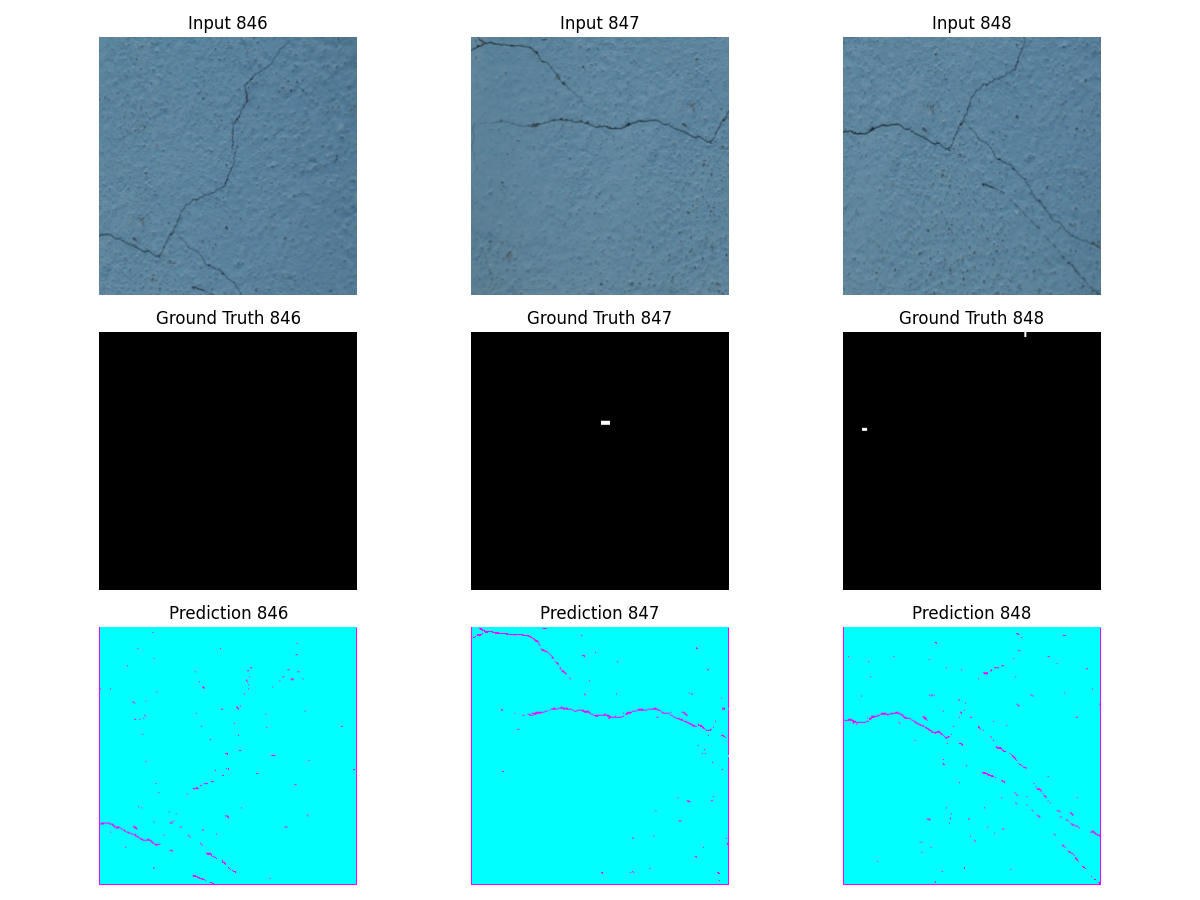 Input 846
Input 847
Input 848
Ground Truth 846
Ground Truth 847
Ground Truth 848
Prediction 846
Prediction 847
Prediction 848